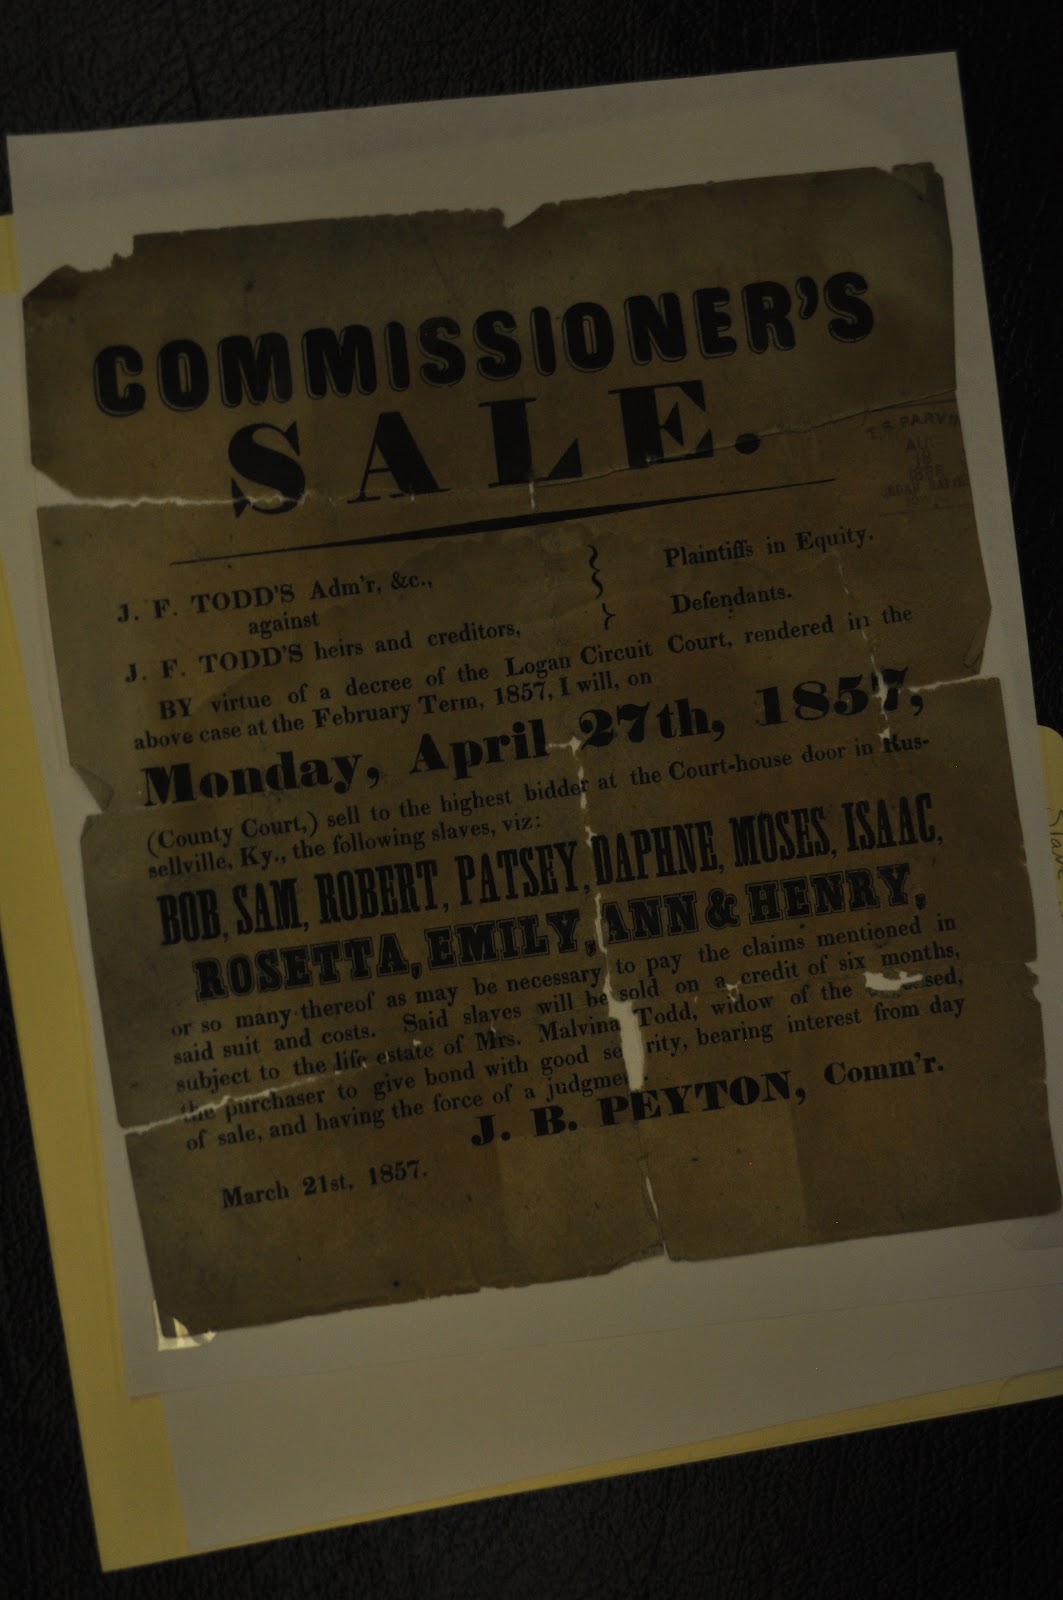 COMMISSIONER'S
SALE.
T. S. PARVIN
J. F. TODD'S Adm'r, &c., } Plaintiffs in Equity.
against
J. F. TODD'S heirs and creditors, } Defendants.
BY virtue of a decree of the Logan Circuit Court, rendered in the
above case at the February Term, 1857, I will, on
Monday, April 27th, 1857,
(County Court,) sell to the highest bidder at the Court-house door in Rus-
sellville, Ky., the following slaves, viz:
BOB, SAM, ROBERT, PATSEY, DAPHNE, MOSES, ISAAC,
ROSETTA, EMILY, ANN & HENRY,
or so many thereof as may be necessary to pay the claims mentioned in
said suit and costs. Said slaves will be sold on a credit of six months,
subject to the life estate of Mrs. Malvina Todd, widow of the sed,
the purchaser to give bond with good se rity, bearing interest from day
of sale, and having the force of a judgme
J. B. PEYTON, Comm'r.
March 21st, 1857.